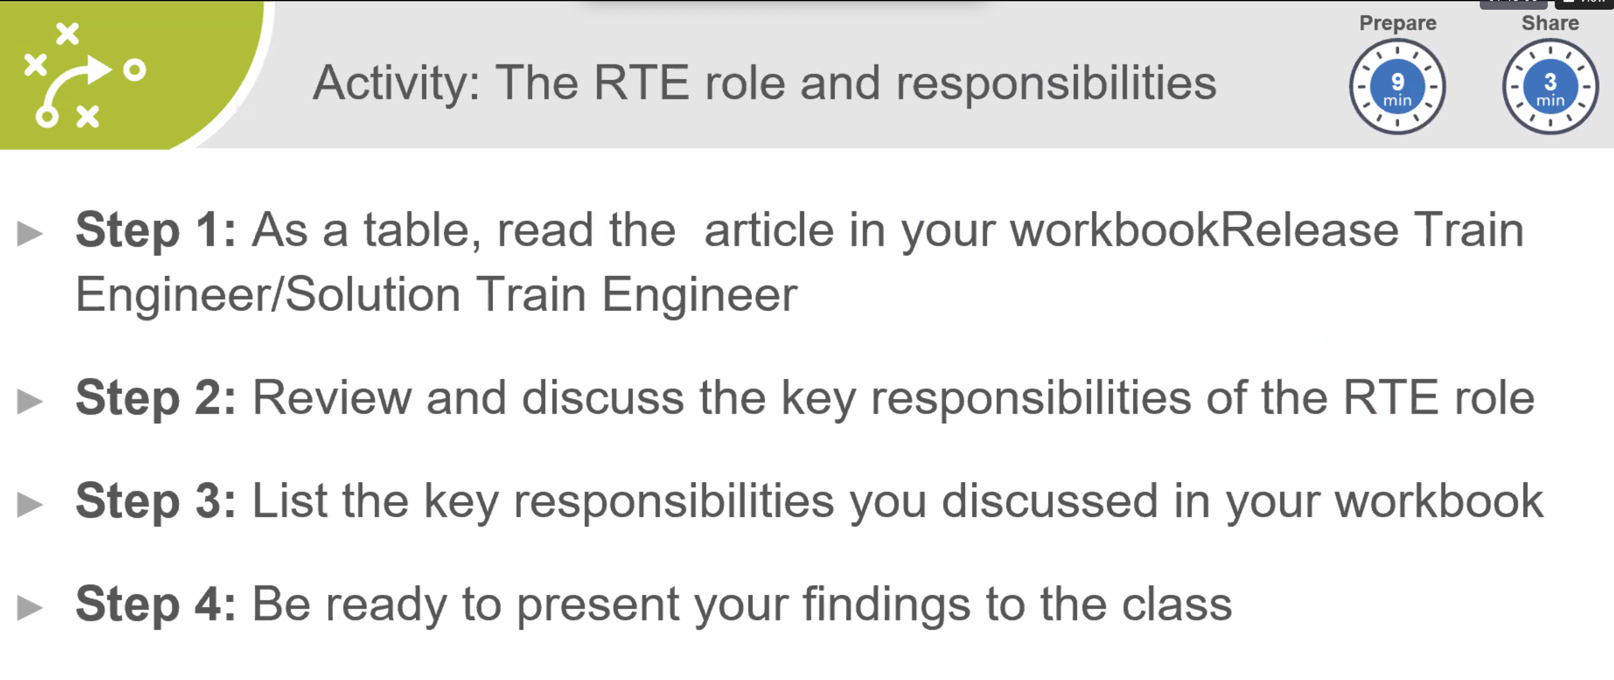 Prepare
Share
Activity: The RTE role and responsibilities
9
min
3
min
Step 1: As a table, read the  article in your workbookRelease Train
Engineer/Solution Train Engineer
Step 2: Review and discuss the key responsibilities of the RTE role
Step 3: List the key responsibilities you discussed in your workbook
Step 4: Be ready to present your findings to the class